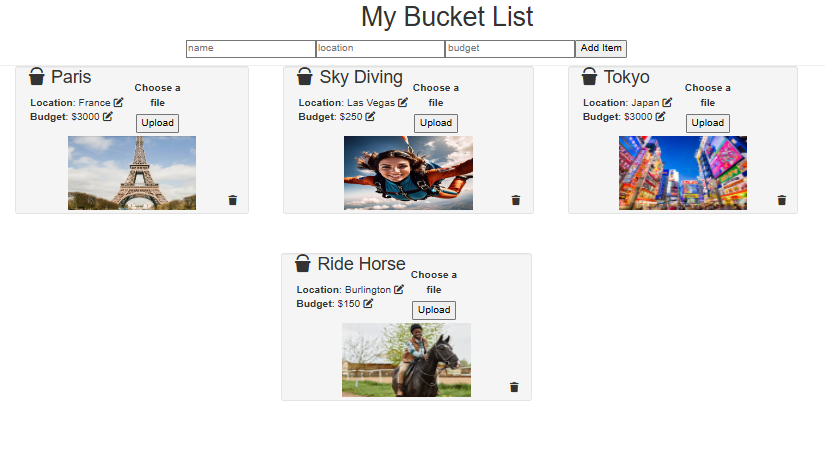 My Bucket List
name location budget Add Item
Paris
Choose a
file
Location: France
Budget: $3000
Upload
Sky Diving
Choose a
file
Location: Las Vegas
Budget: $250
Upload
Tokyo
Choose a
file
Location: Japan
Budget: $3000
Upload
Ride Horse
Choose a
file
Location: Burlington
Budget: $150
Upload